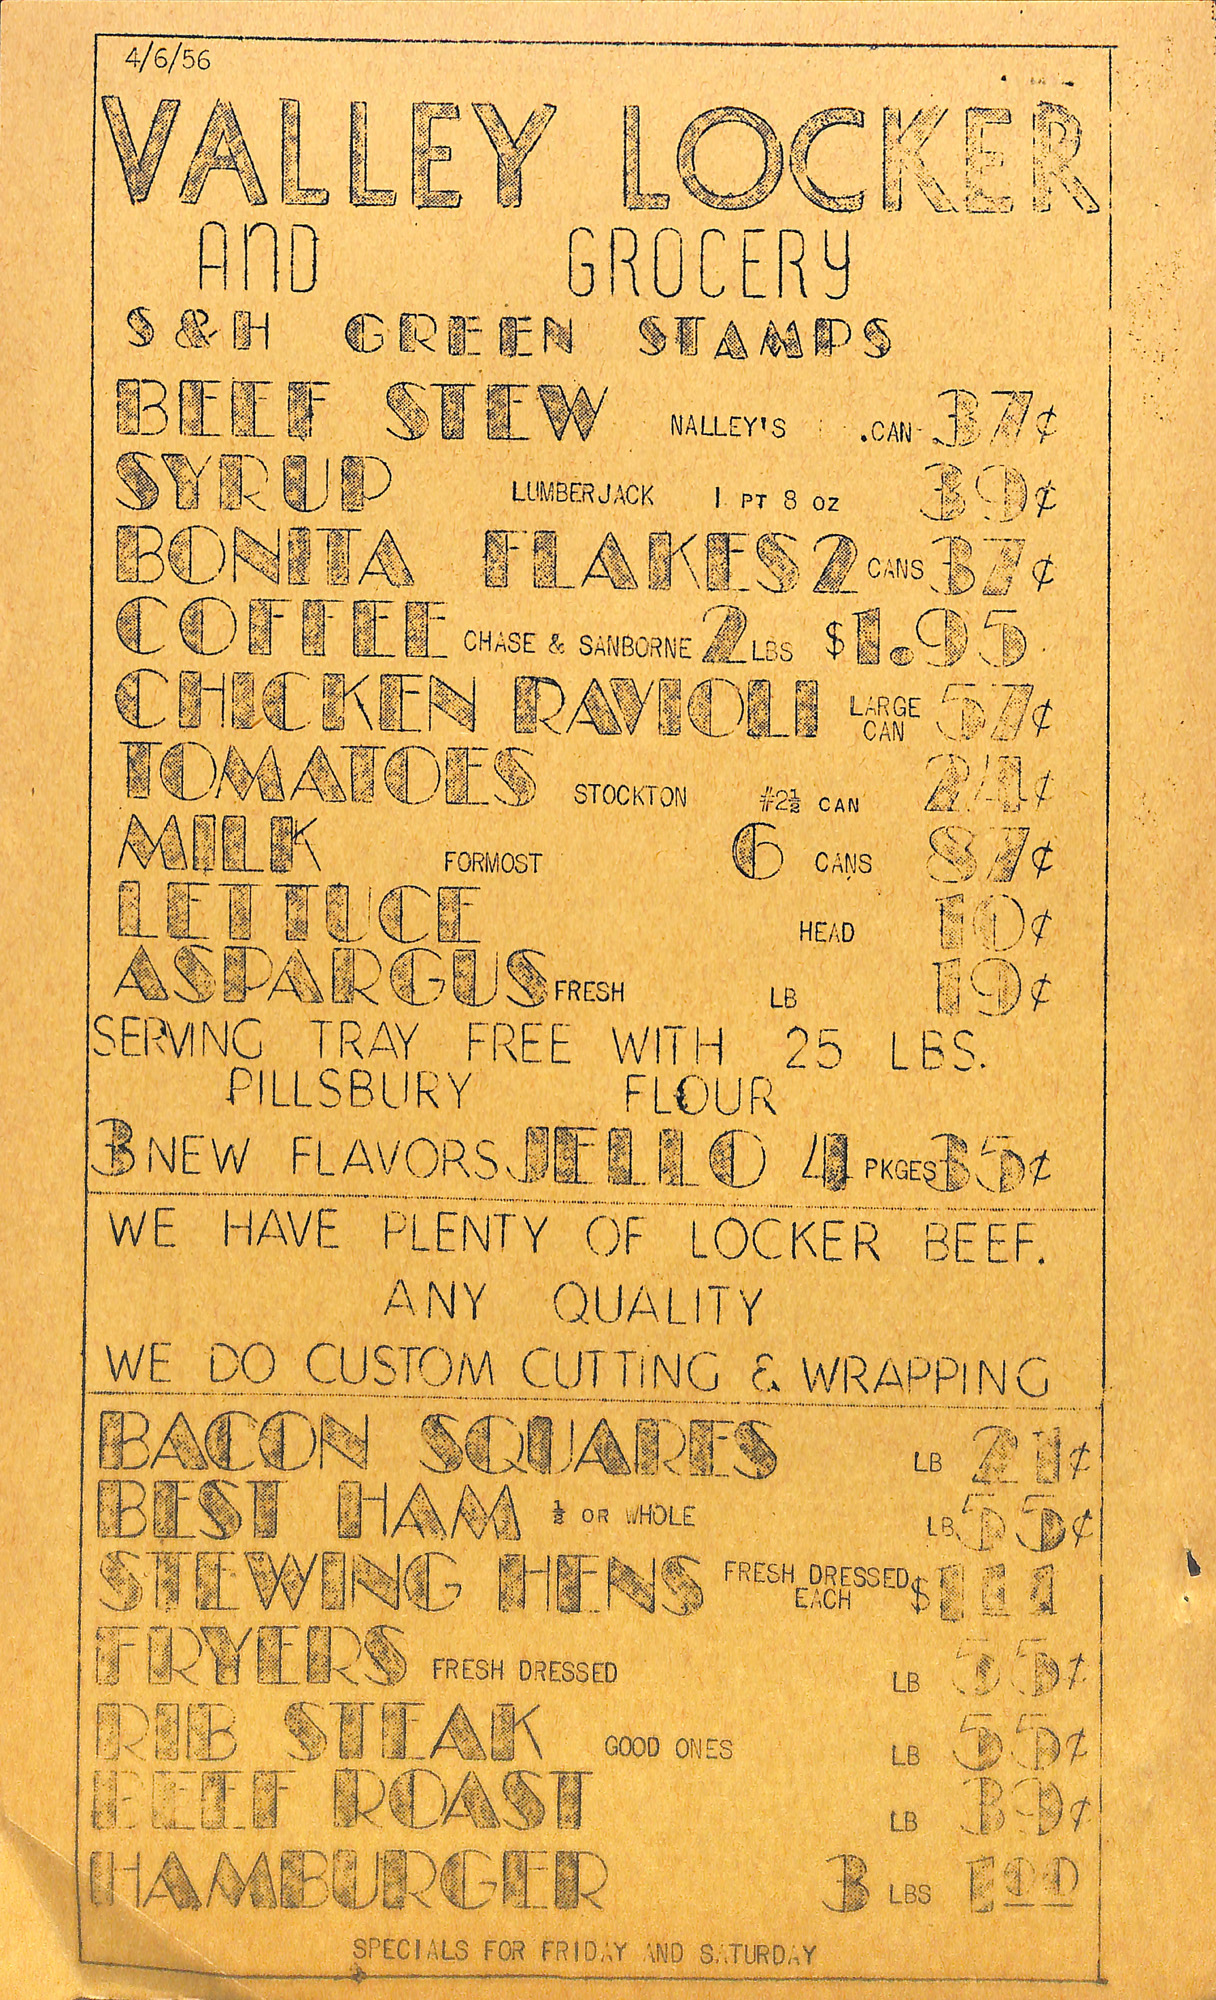 4/6/56
VALLEY LOCKER
AND GROCERY
S & H GREEN STAMPS
BEEF STEW NALLEY'S .CAN 37¢
SYRUP LUMBERJACK 1 PT 8 OZ 39¢
BONITA FLAKES 2 CANS 37¢
COFFEE CHASE & SANBORNE 2 LBS $1.95
CHICKEN RAVIOLI LARGE CAN 57¢
TOMATOES STOCKTON #2½ CAN 24¢
MILK FORMOST 6 CANS 87¢
LETTUCE HEAD 10¢
ASPARGUS FRESH LB 19¢
SERVING TRAY FREE WITH 25 LBS.
PILLSBURY FLOUR
3 NEW FLAVORS JELLO 4 PKGES 35¢
WE HAVE PLENTY OF LOCKER BEEF.
ANY QUALITY
WE DO CUSTOM CUTTING & WRAPPING
BACON SQUARES LB 21¢
BEST HAM ½ OR WHOLE LB 55¢
STEWING HENS FRESH DRESSED EACH $111
FRYERS FRESH DRESSED LB 55¢
RIB STEAK GOOD ONES LB 55¢
BEEF ROAST LB 39¢
HAMBURGER 3 LBS 1.00
SPECIALS FOR FRIDAY AND SATURDAY